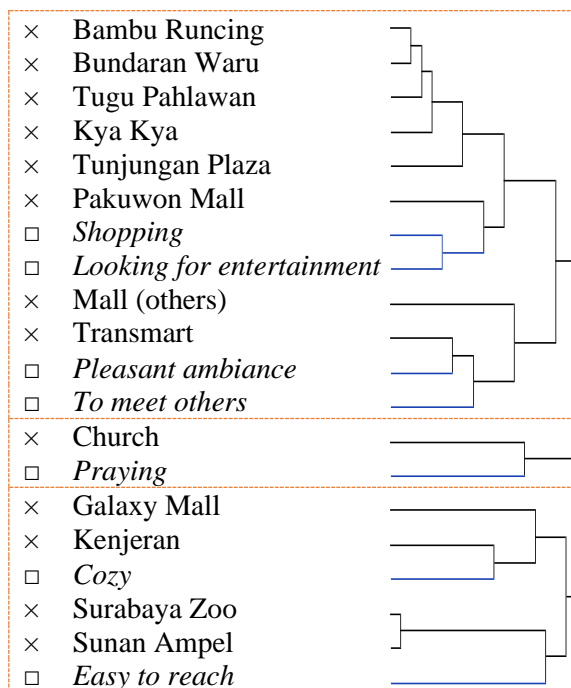 × Bambu Runcing
× Bundaran Waru
× Tugu Pahlawan
× Kya Kya
× Tunjungan Plaza
× Pakuwon Mall
□ Shopping
□ Looking for entertainment
× Mall (others)
× Transmart
□ Pleasant ambiance
□ To meet others
× Church
□ Praying
× Galaxy Mall
× Kenjeran
□ Cozy
× Surabaya Zoo
× Sunan Ampel
□ Easy to reach